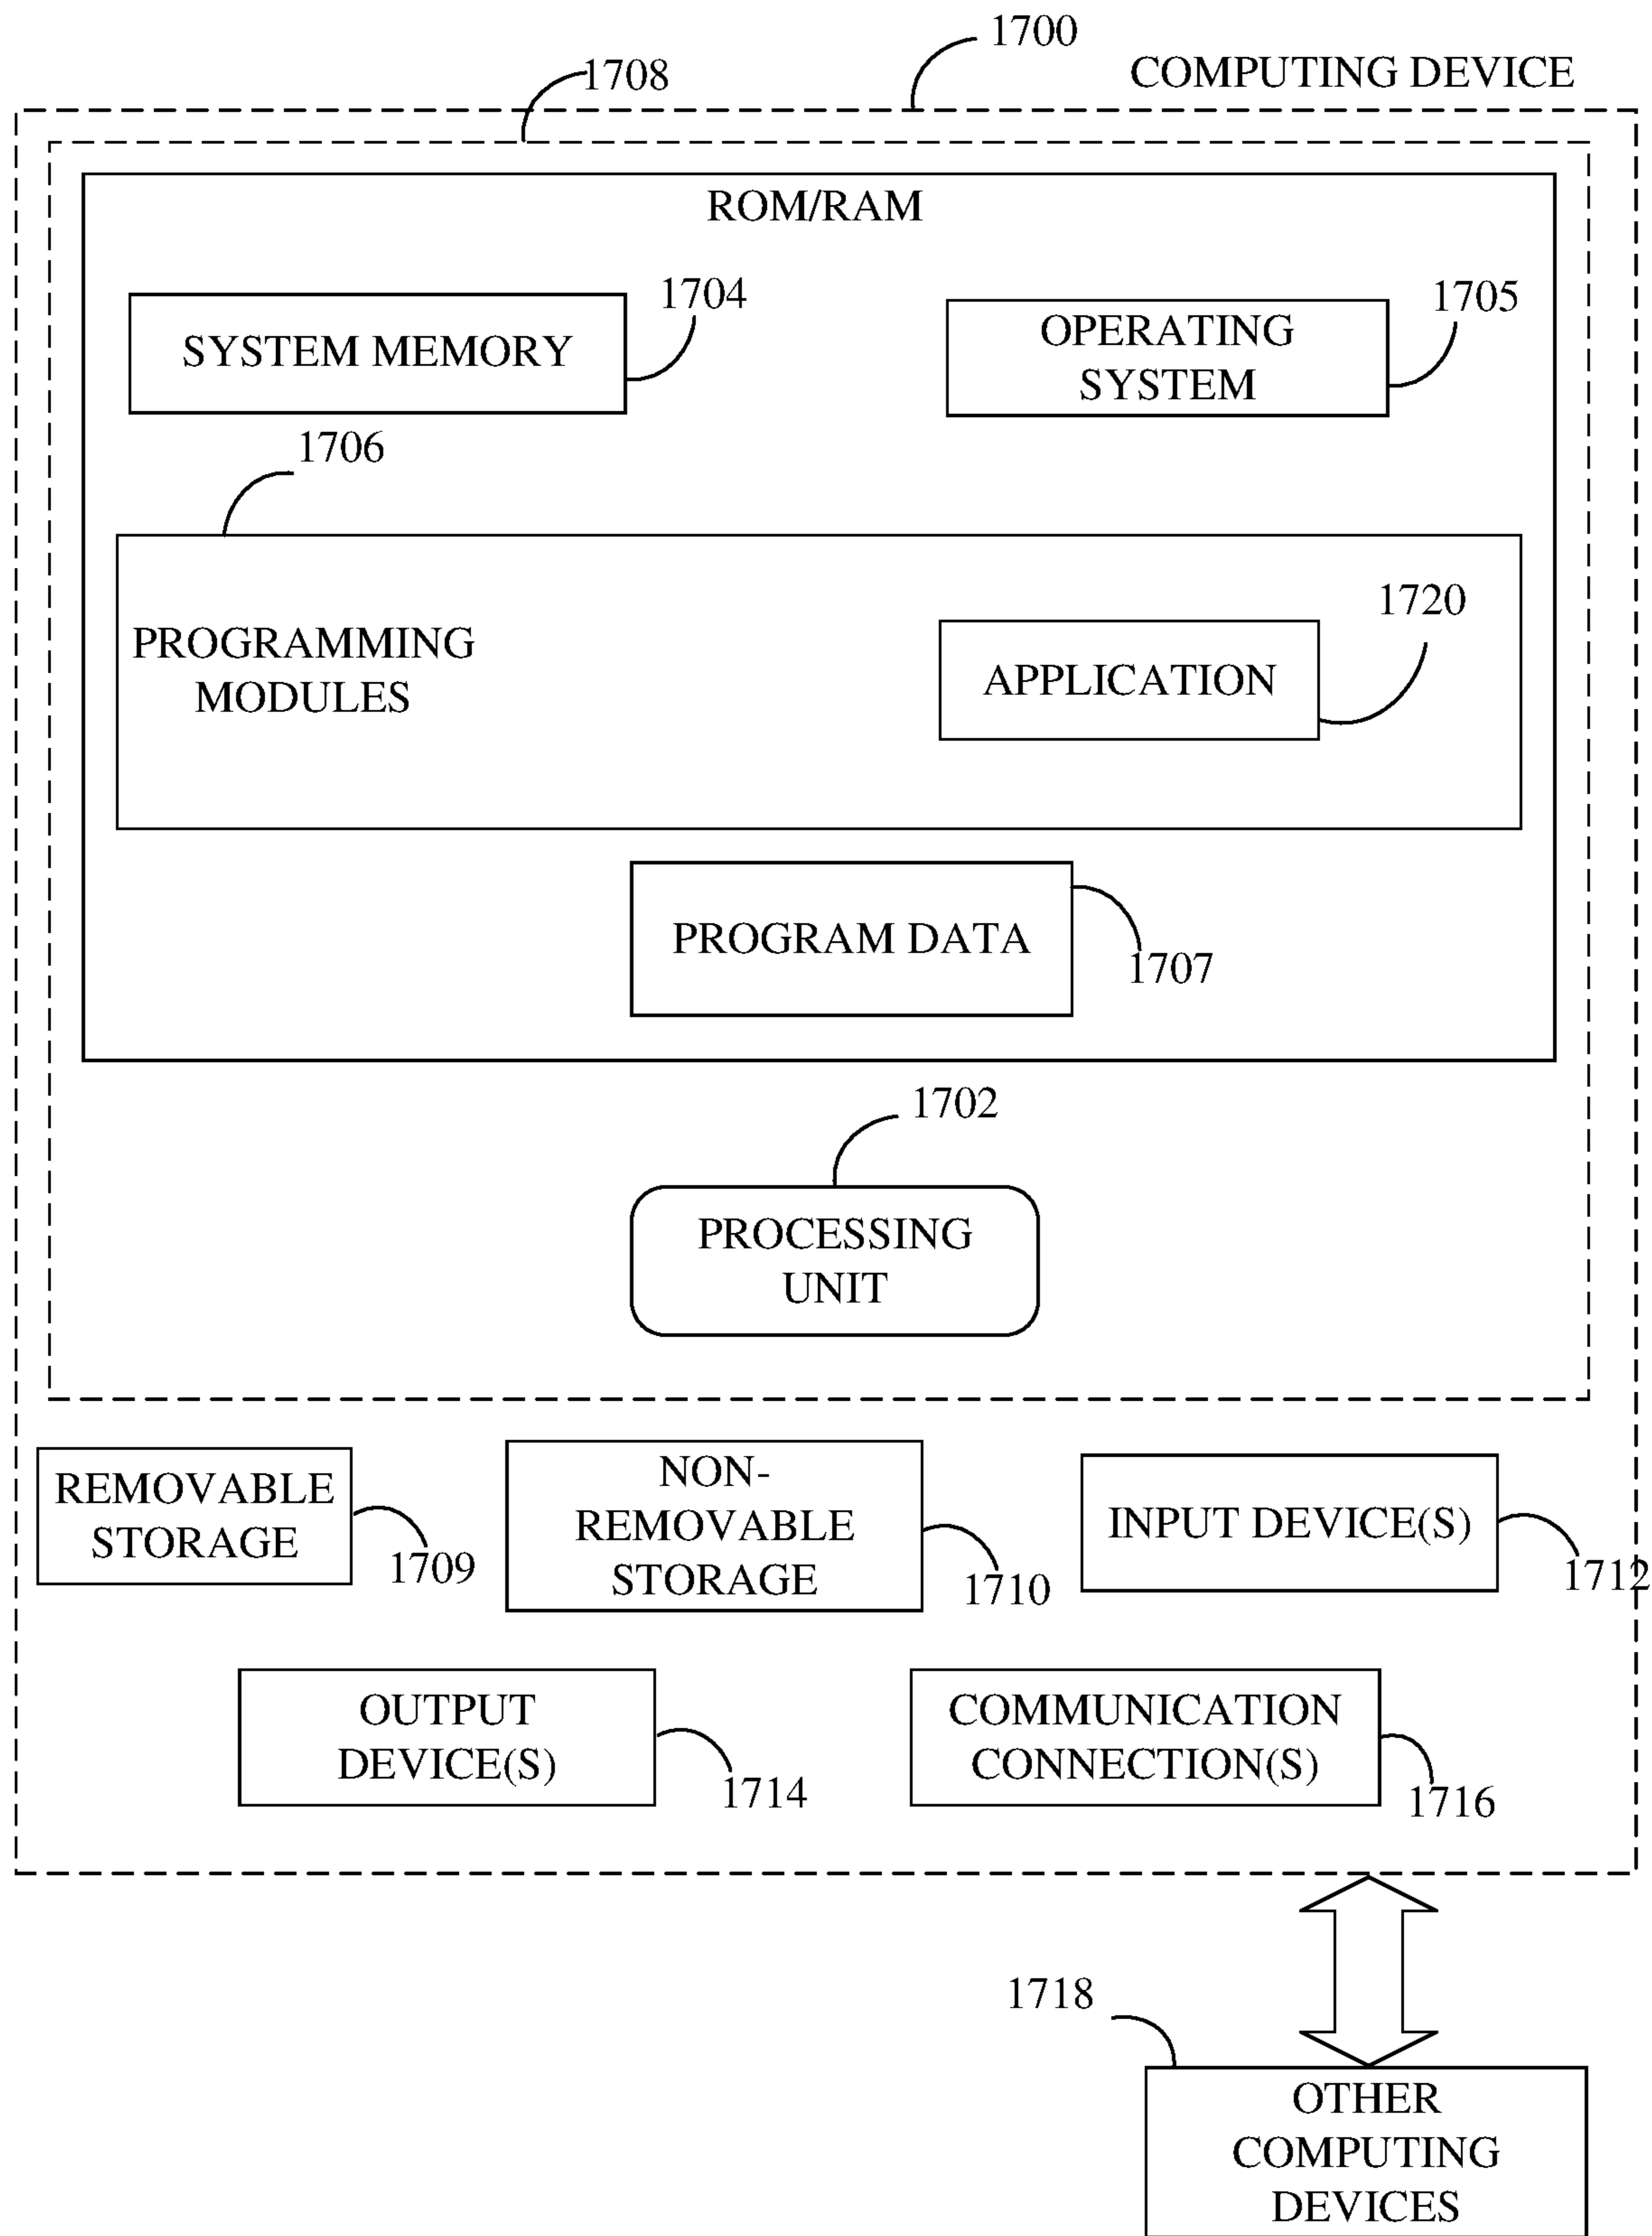 1700
COMPUTING DEVICE
1708
ROM/RAM
1704
SYSTEM MEMORY
1705
OPERATING
SYSTEM
1706
PROGRAMMING
MODULES
1720
APPLICATION
PROGRAM DATA
1707
1702
PROCESSING
UNIT
REMOVABLE
STORAGE
1709
NON-
REMOVABLE
STORAGE
1710
INPUT DEVICE(S)
1712
OUTPUT
DEVICE(S)
1714
COMMUNICATION
CONNECTION(S)
1716
1718
OTHER
COMPUTING
DEVICES